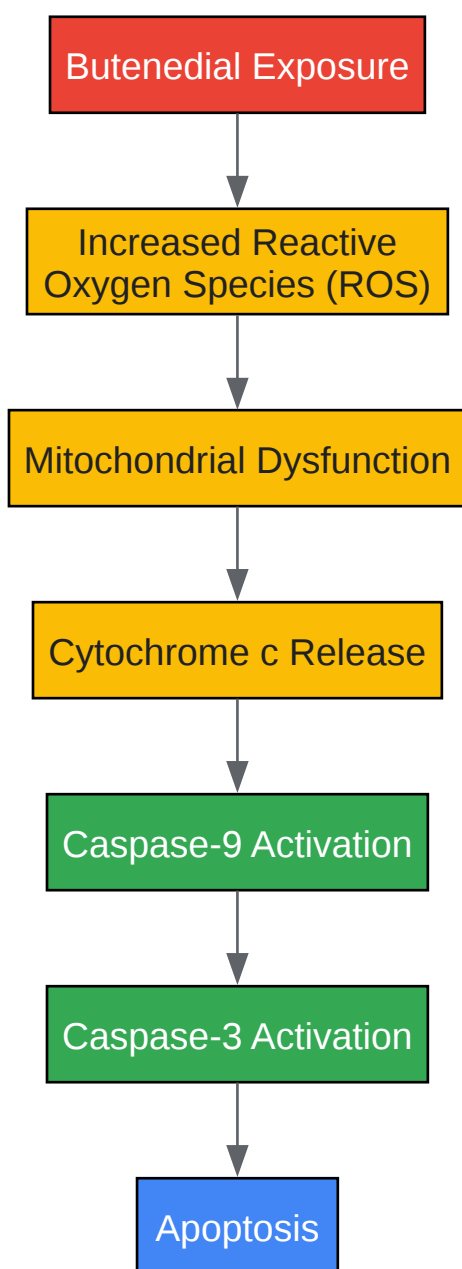 Butenedial Exposure
Increased Reactive
Oxygen Species (ROS)
Mitochondrial Dysfunction
Cytochrome c Release
Caspase-9 Activation
Caspase-3 Activation
Apoptosis